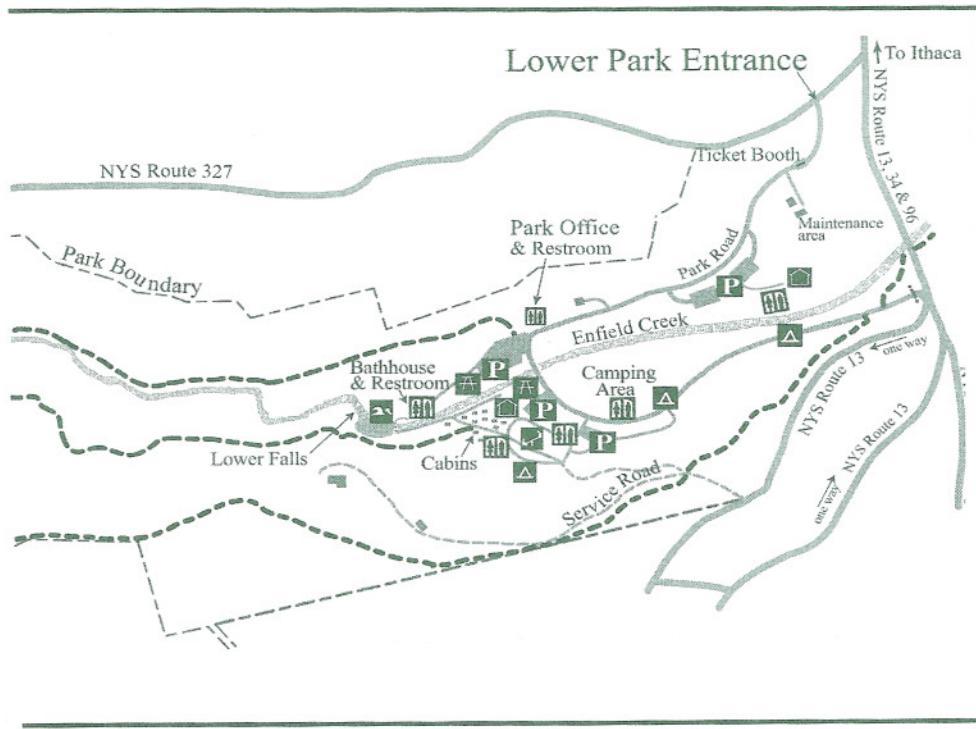 Lower Park Entrance
To Ithaca
NYS Route 13, 34 & 96
NYS Route 327
Ticket Booth
Park Office
& Restroom
Maintenance
area
Park Road
Park Boundary
P
Enfield Creek
one way
Bathhouse
& Restroom
P
Camping
Area
NYS Route 13
NYS Route 13
P
P
Lower Falls
Cabins
Service Road
one way